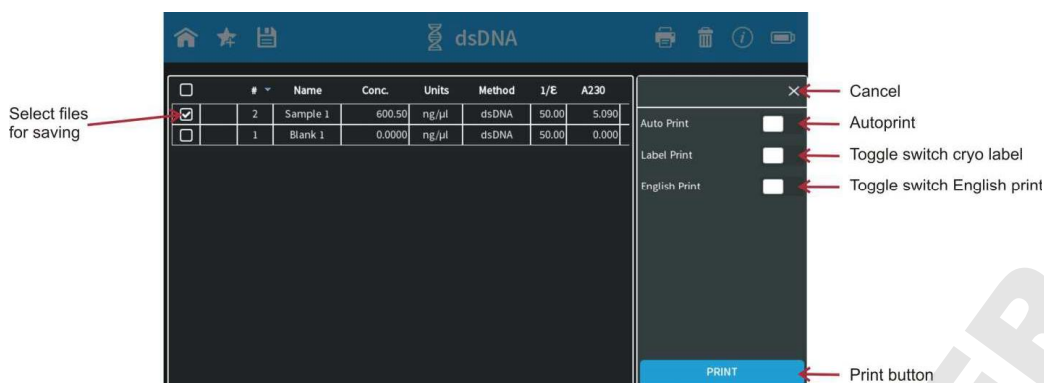 dsDNA
# Name Conc. Units Method 1/ε A230
2 Sample 1 600.50 ng/µl dsDNA 50.00 5.090
1 Blank 1 0.0000 ng/µl dsDNA 50.00 0.000
Select files
for saving
Cancel
Auto Print
Autoprint
Label Print
Toggle switch cryo label
English Print
Toggle switch English print
PRINT
Print button